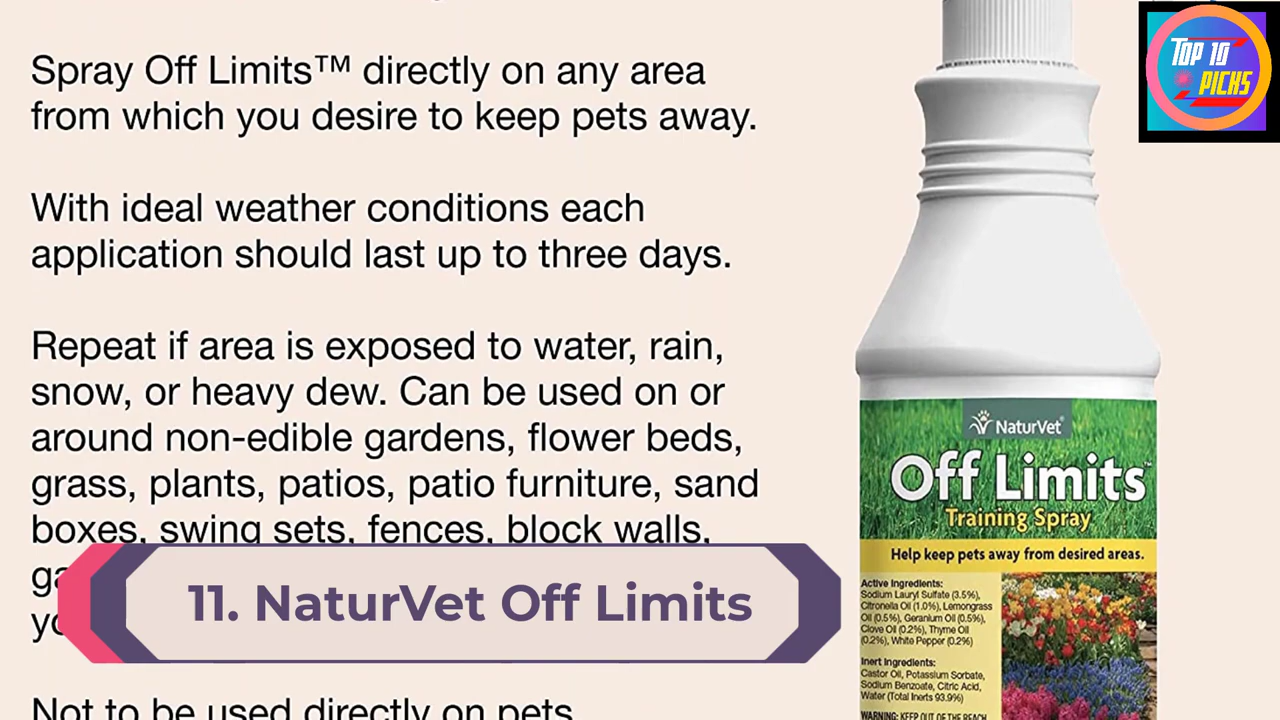 Spray Off Limits™ directly on any area
from which you desire to keep pets away.
With ideal weather conditions each
application should last up to three days.
Repeat if area is exposed to water, rain,
snow, or heavy dew. Can be used on or
around non-edible gardens, flower beds,
grass, plants, patios, patio furniture, sand
boxes, swing sets, fences, block walls,
11. NaturVet Off Limits
Not to be used directly on pets
TOP 10
PICKS
NaturVet®
Off Limits™
Training Spray
Help keep pets away from desired areas.
Active Ingredients:
Sodium Lauryl Sulfate (3.5%),
Citronella Oil (1.0%), Lemongrass
Oil (0.5%), Geranium Oil (0.5%),
Clove Oil (0.2%), Thyme Oil
(0.2%), White Pepper (0.2%)
Inert Ingredients:
Castor Oil, Potassium Sorbate,
Sodium Benzoate, Citric Acid,
Water (Total Inerts 93.9%)
WARNING: KEEP OUT OF THE REACH